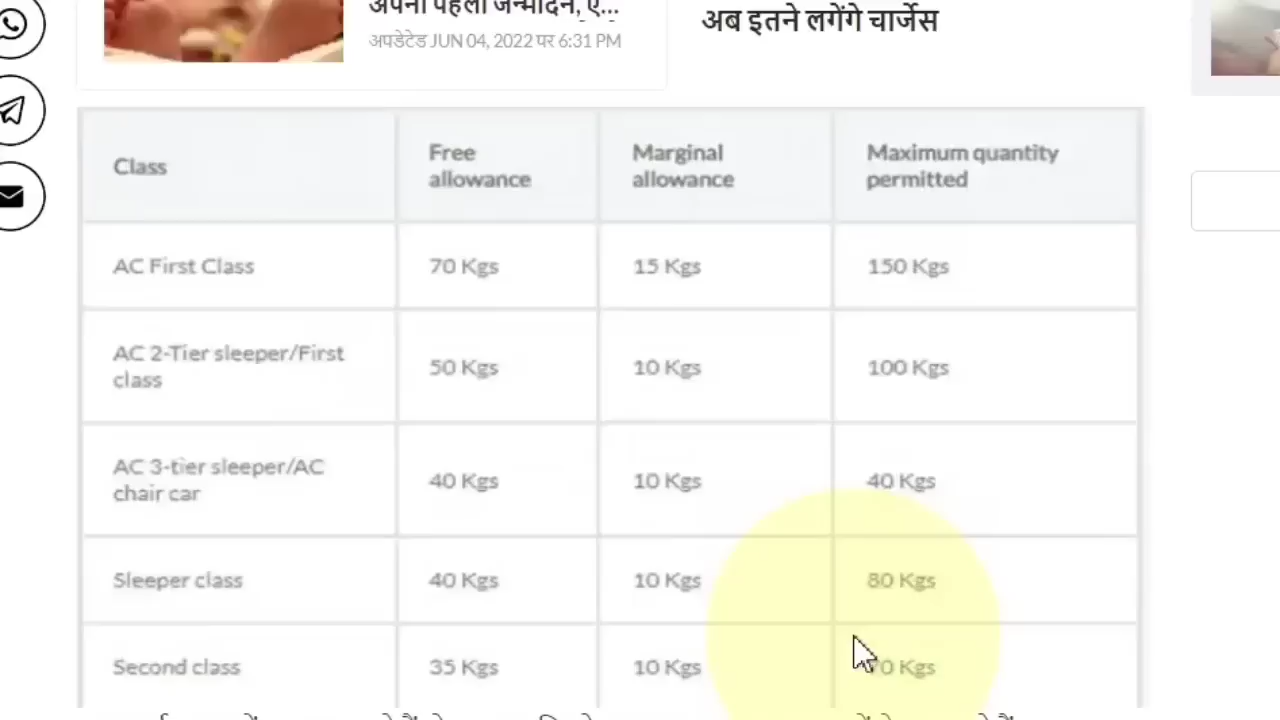 अपना पहला जन्मदिन, ए...
अपडेटेड JUN 04, 2022 पर 6:31 PM
अब इतने लगेंगे चार्जेस
Class
Free
allowance
Marginal
allowance
Maximum quantity
permitted
AC First Class
70 Kgs
15 Kgs
150 Kgs
AC 2-Tier sleeper/First
class
50 Kgs
10 Kgs
100 Kgs
AC 3-tier sleeper/AC
chair car
40 Kgs
10 Kgs
40 Kgs
Sleeper class
40 Kgs
10 Kgs
80 Kgs
Second class
35 Kgs
10 Kgs
70 Kgs